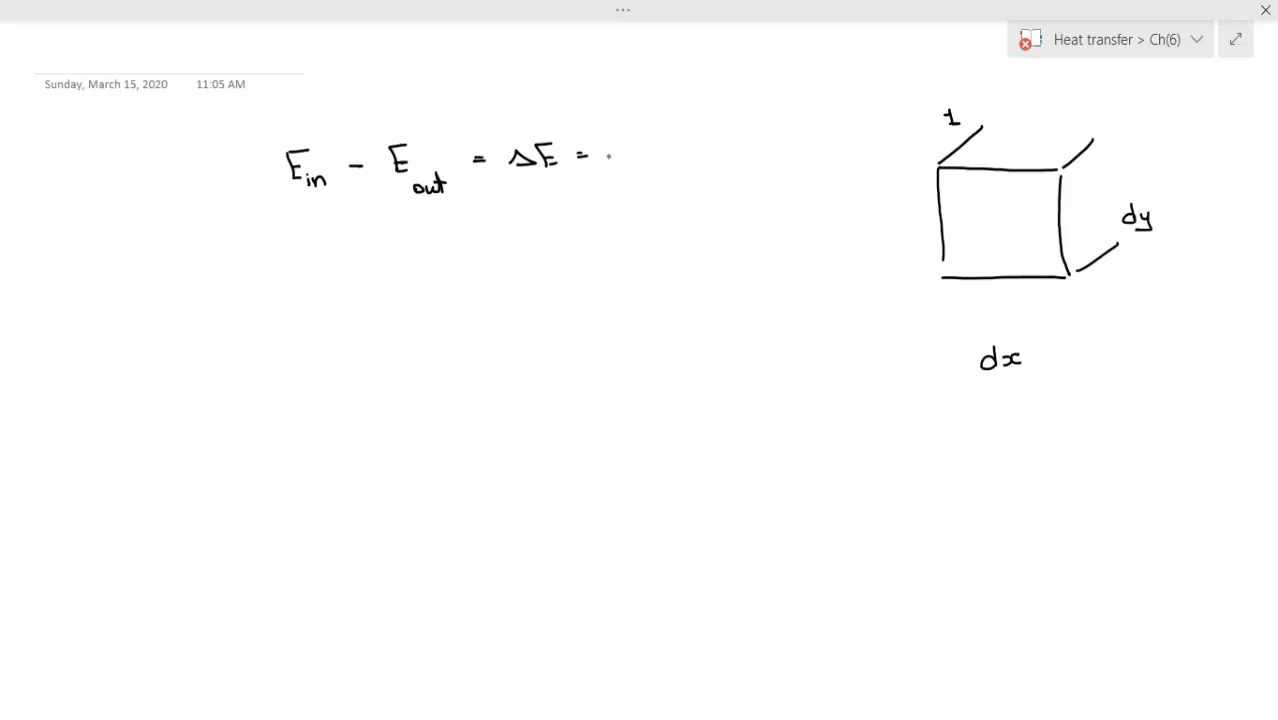 Heat transfer > Ch(6)
Sunday, March 15, 2020 11:05 AM
E_in - E_out = ΔE =
1
dy
dx